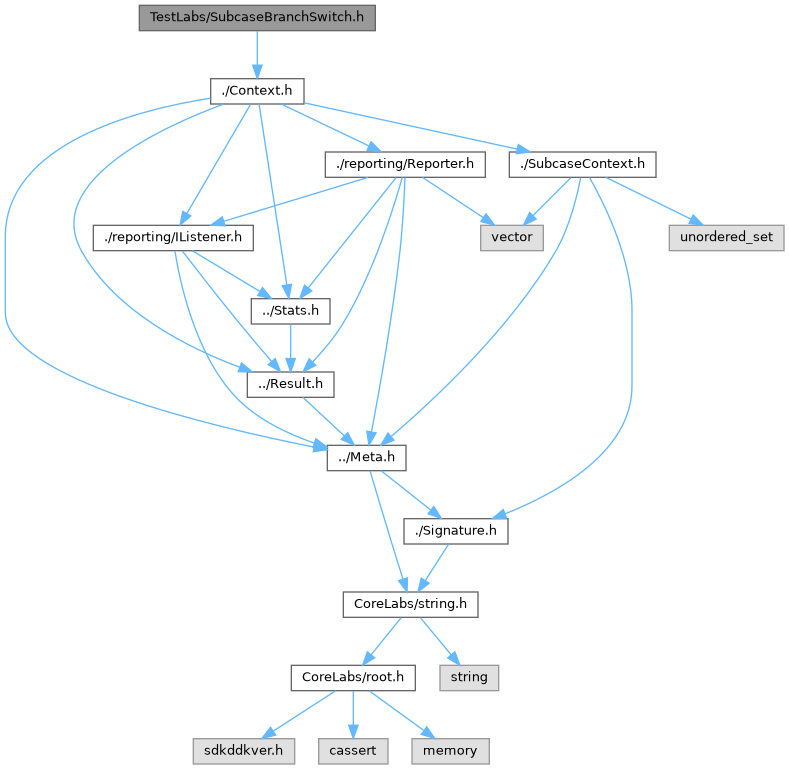 TestLabs/SubcaseBranchSwitch.h
./Context.h
./reporting/Reporter.h
./SubcaseContext.h
./reporting/IListener.h
vector
unordered_set
../Stats.h
../Result.h
../Meta.h
./Signature.h
CoreLabs/string.h
CoreLabs/root.h
string
sdkddkver.h
cassert
memory